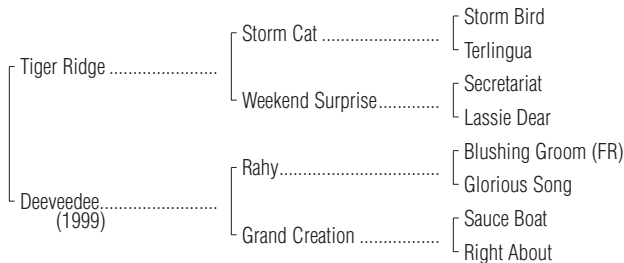 Storm Bird
Storm Cat ..............................
Terlingua
Tiger Ridge ...........................
Secretariat
Weekend Surprise................
Lassie Dear
Blushing Groom (FR)
Rahy.........................................
Glorious Song
Deeveedee..............................
(1999)
Sauce Boat
Grand Creation ....................
Right About